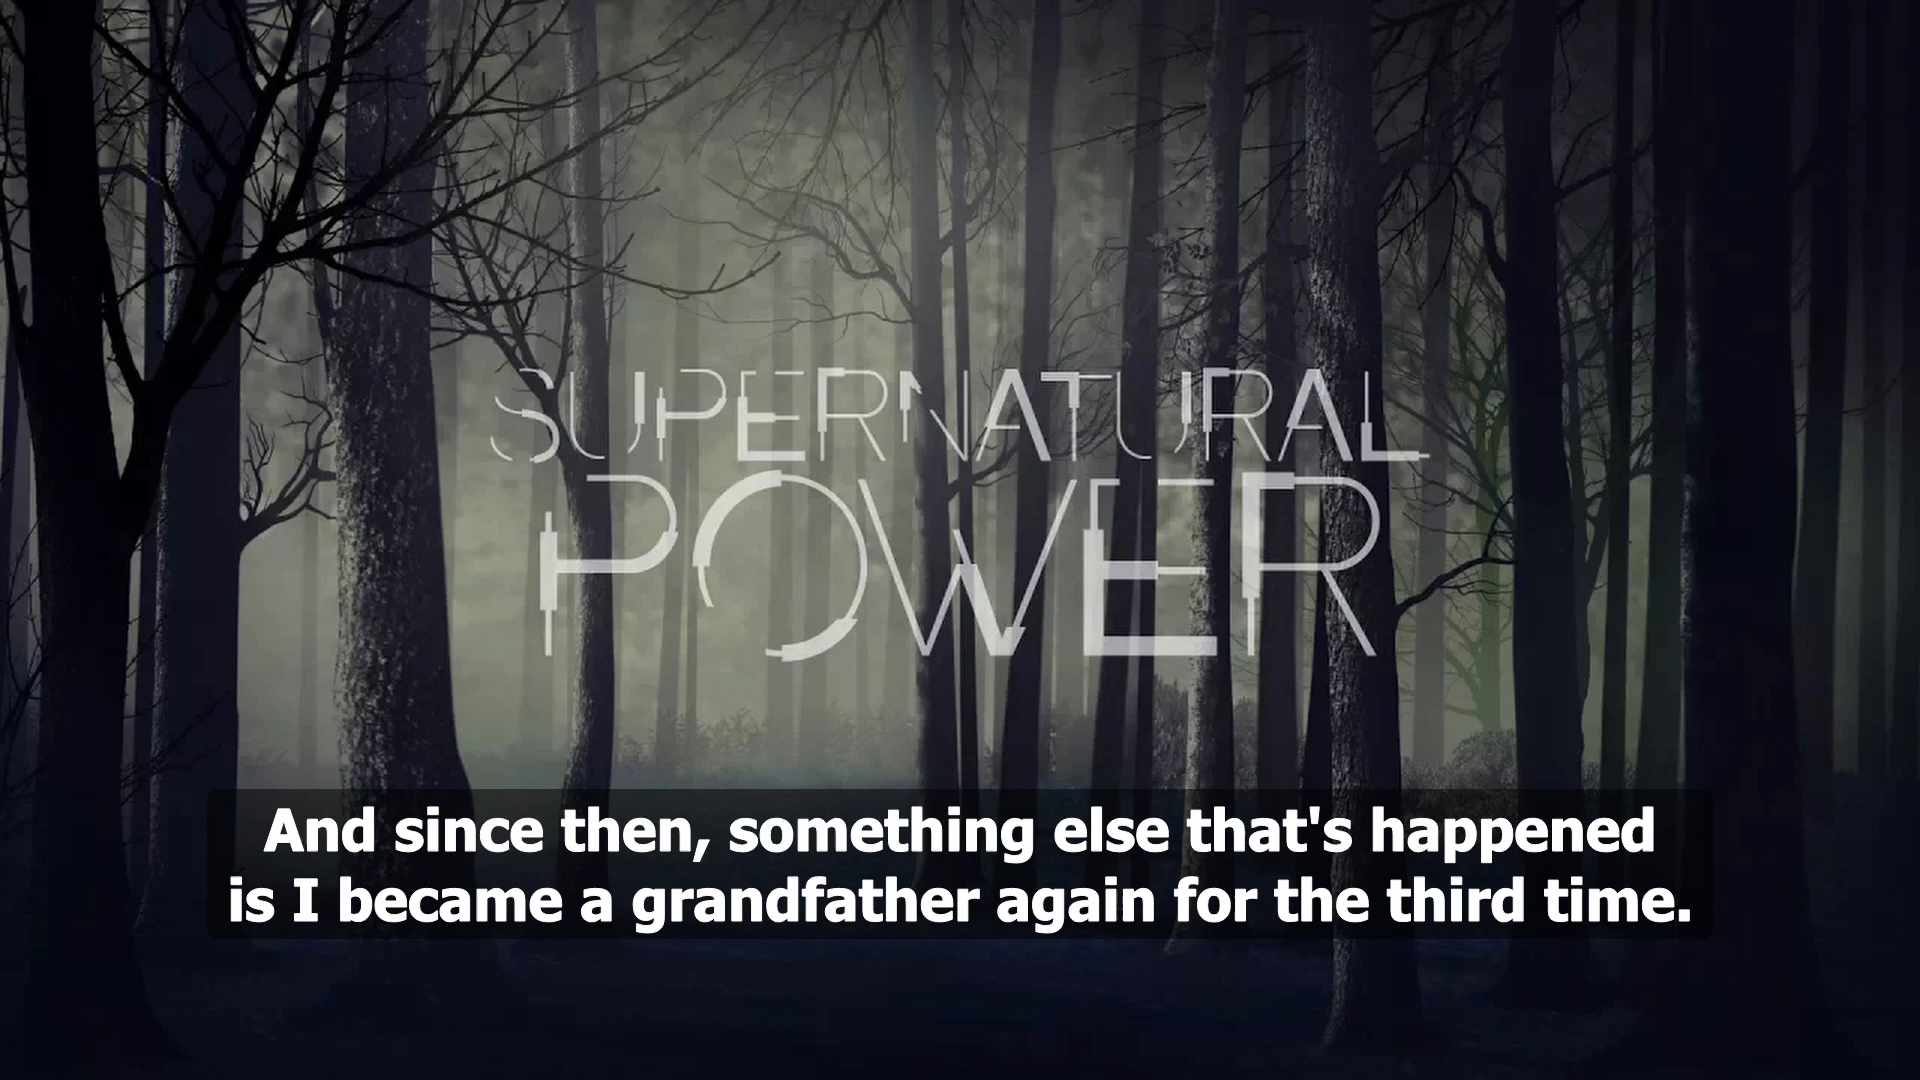 SUPERNATURAL
POWER
And since then, something else that's happened
is I became a grandfather again for the third time.